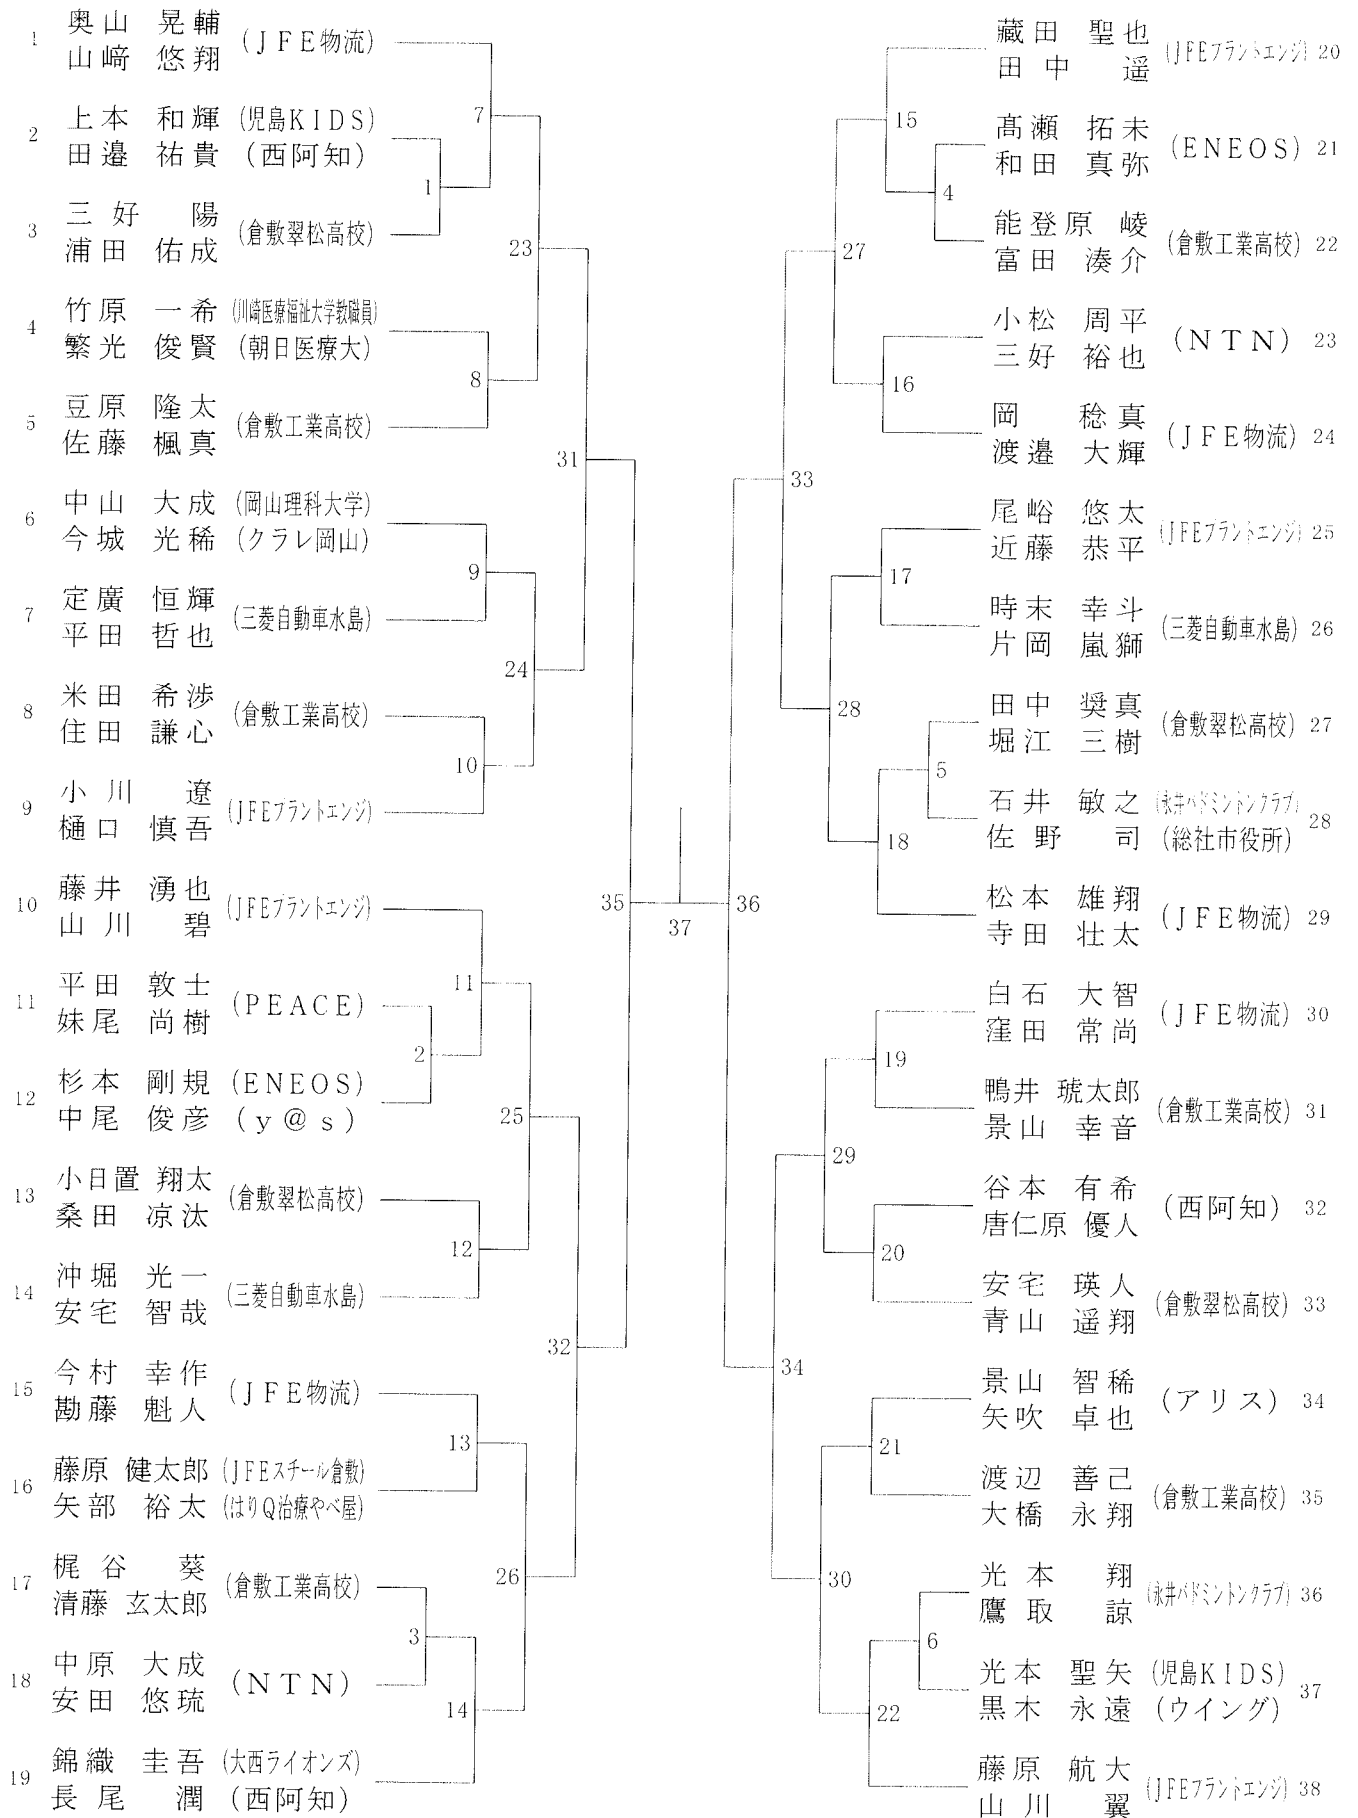 1 奥山 晃輔 (JFE物流)
山﨑 悠翔
2 上本 和輝 (児島KIDS)
田邉 祐貴 (西阿知)
3 三好 陽 (倉敷翠松高校)
浦田 佑成
4 竹原 一希 (川崎医療福祉大学教職員)
繁光 俊賢 (朝日医療大)
5 豆原 隆太 (倉敷工業高校)
佐藤 楓真
6 中山 大成 (岡山理科大学)
今城 光稀 (クラレ岡山)
7 定廣 恒輝 (三菱自動車水島)
平田 哲也
8 米田 希渉 (倉敷工業高校)
住田 謙心
9 小川 遼 (JFEプラントエンジ)
樋口 慎吾
10 藤井 湧也 (JFEプラントエンジ)
山川 碧
11 平田 敦士 (PEACE)
妹尾 尚樹
12 杉本 剛規 (ENEOS)
中尾 俊彦 (y@s)
13 小日置 翔太 (倉敷翠松高校)
桑田 凉汰
14 沖堀 光一 (三菱自動車水島)
安宅 智哉
15 今村 幸作 (JFE物流)
勘藤 魁人
16 藤原 健太郎 (JFEスチール倉敷)
矢部 裕太 (はりQ治療やべ屋)
17 梶谷 葵 (倉敷工業高校)
清藤 玄太郎
18 中原 大成 (NTN)
安田 悠琉
19 錦織 圭吾 (大西ライオンズ)
長尾 潤 (西阿知)
7
1
23
8
31
9
24
10
35
11
2
25
12
32
13
26
3
14
37
36
15
4
27
16
33
17
28
5
18
19
29
20
34
21
30
6
22
藏田 聖也 (JFEプラントエンジ) 20
田中 遥
髙瀬 拓未 (ENEOS) 21
和田 真弥
能登原 崚 (倉敷工業高校) 22
富田 湊介
小松 周平 (NTN) 23
三好 裕也
岡 稔真 (JFE物流) 24
渡邉 大輝
尾峪 悠太 (JFEプラントエンジ) 25
近藤 恭平
時末 幸斗 (三菱自動車水島) 26
片岡 嵐獅
田中 奨真 (倉敷翠松高校) 27
堀江 三樹
石井 敏之 (永井バドミントンクラブ) 28
佐野 司 (総社市役所)
松本 雄翔 (JFE物流) 29
寺田 壮太
白石 大智 (JFE物流) 30
窪田 常尚
鴨井 琥太郎 (倉敷工業高校) 31
景山 幸音
谷本 有希 (西阿知) 32
唐仁原 優人
安宅 瑛人 (倉敷翠松高校) 33
青山 遥翔
景山 智稀 (アリス) 34
矢吹 卓也
渡辺 善己 (倉敷工業高校) 35
大橋 永翔
光本 翔 (永井バドミントンクラブ) 36
鷹取 諒
光本 聖矢 (児島KIDS) 37
黒木 永遠 (ウイング)
藤原 航大 (JFEプラントエンジ) 38
山川 翼